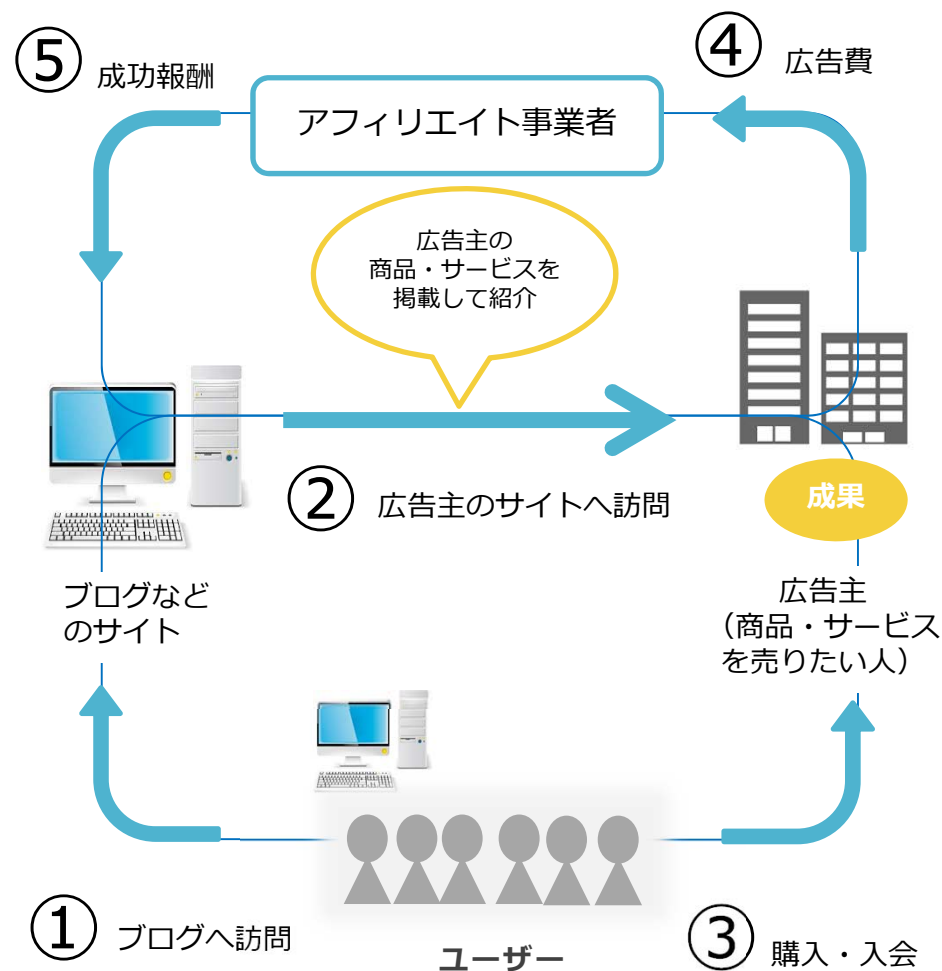 ⑤ 成功報酬
④ 広告費
アフィリエイト事業者
広告主の
商品・サービスを
掲載して紹介
② 広告主のサイトへ訪問
成果
ブログなど
のサイト
広告主
（商品・サービス
を売りたい人）
① ブログへ訪問
ユーザー
③ 購入・入会